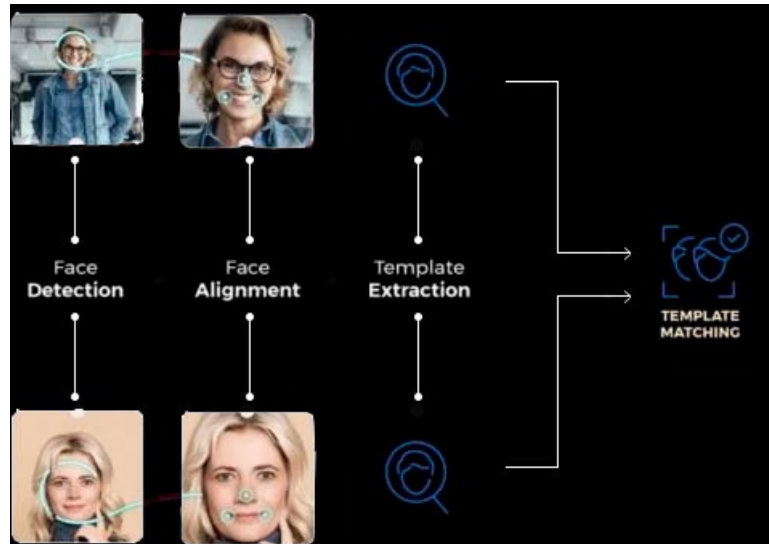 Face
Detection
Face
Alignment
Template
Extraction
TEMPLATE
MATCHING